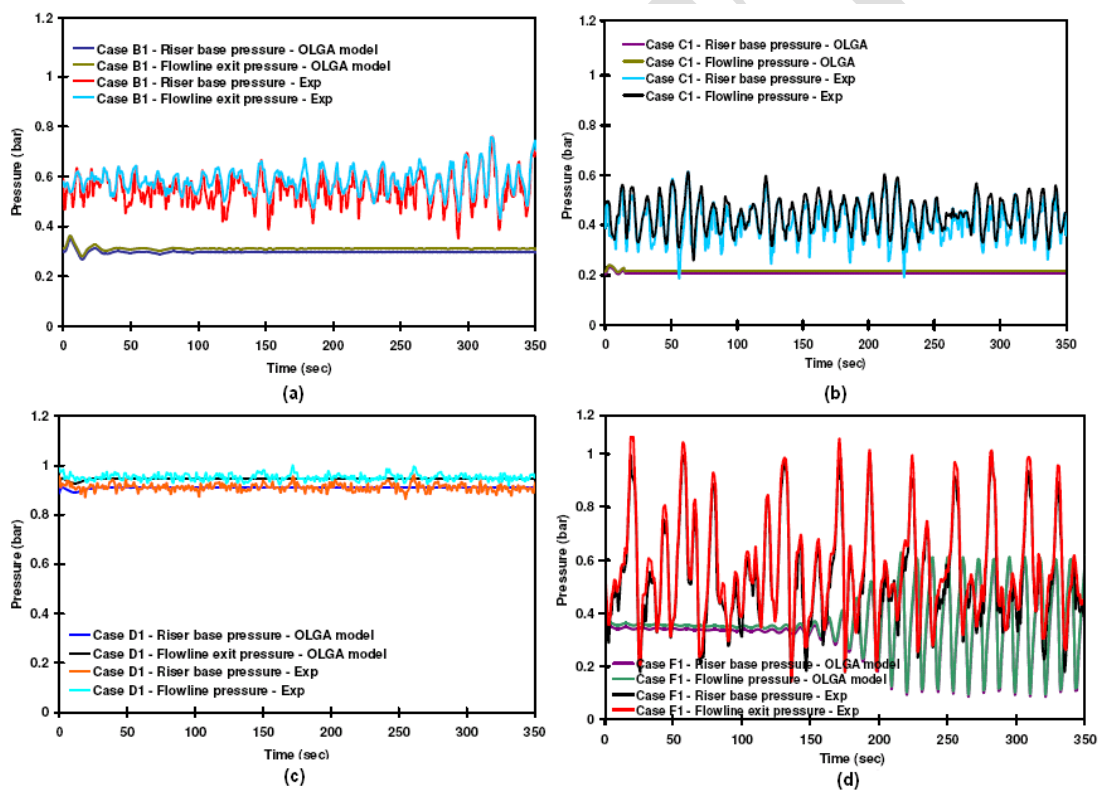 1.2
1
0.8
0.6
0.4
0.2
0
Pressure (bar)
Case B1 - Riser base pressure - OLGA model
Case B1 - Flowline exit pressure - OLGA model
Case B1 - Riser base pressure - Exp
Case B1 - Flowline exit pressure - Exp
0 50 100 150 200 250 300 350
Time (sec)
(a)
1.2
1
0.8
0.6
0.4
0.2
0
Pressure (bar)
Case C1 - Riser base pressure - OLGA
Case C1 - Flowline pressure - OLGA
Case C1 - Riser base pressure - Exp
Case C1 - Flowline pressure - Exp
0 50 100 150 200 250 300 350
Time (sec)
(b)
1.2
1
0.8
0.6
0.4
0.2
0
Pressure (bar)
Case D1 - Riser base pressure - OLGA model
Case D1 - Flowline exit pressure - OLGA model
Case D1 - Riser base pressure - Exp
Case D1 - Flowline pressure - Exp
0 50 100 150 200 250 300 350
Time (sec)
(c)
1.2
1
0.8
0.6
0.4
0.2
0
Pressure (bar)
Case F1 - Riser base pressure - OLGA model
Case F1 - Flowline pressure - OLGA model
Case F1 - Riser base pressure - Exp
Case F1 - Flowline exit pressure - Exp
0 50 100 150 200 250 300 350
Time (sec)
(d)